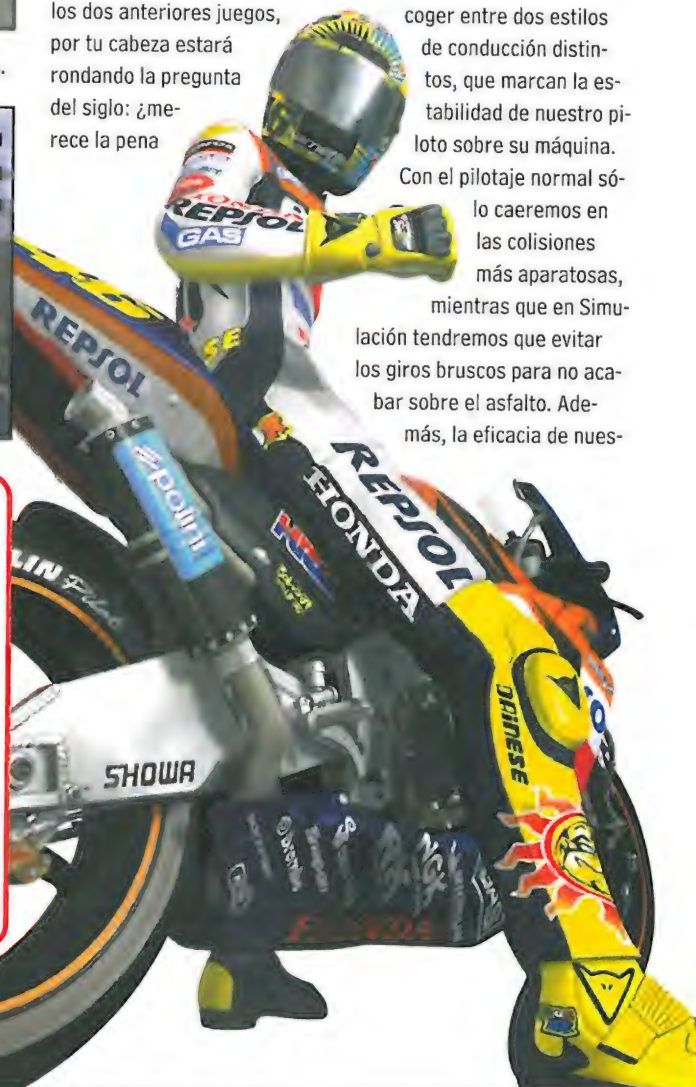 los dos anteriores juegos,
por tu cabeza estará
rondando la pregunta
del siglo: ¿me-
rece la pena
coger entre dos estilos
de conducción distin-
tos, que marcan la es-
tabilidad de nuestro pi-
loto sobre su máquina.
Con el pilotaje normal só-
lo caeremos en
las colisiones
más aparatosas,
mientras que en Simu-
lación tendremos que evitar
los giros bruscos para no aca-
bar sobre el asfalto. Ade-
más, la eficacia de nues-
REPSOL
GAS
REPSOL
polini
REPSOL
HONDA
DAINESE
SHOWA